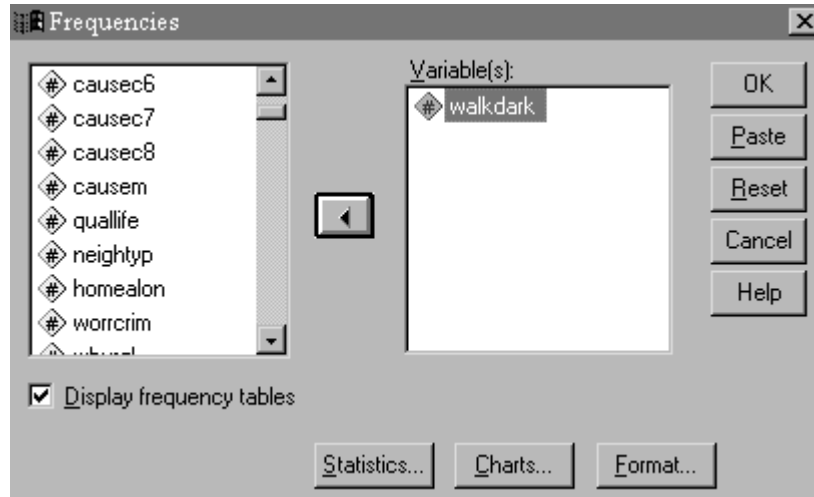 Frequencies
causec6
causec7
causec8
causem
quallife
neightyp
homealon
worrcrim
Variable(s):
walkdark
OK
Paste
Reset
Cancel
Help
Display frequency tables
Statistics...
Charts...
Format...